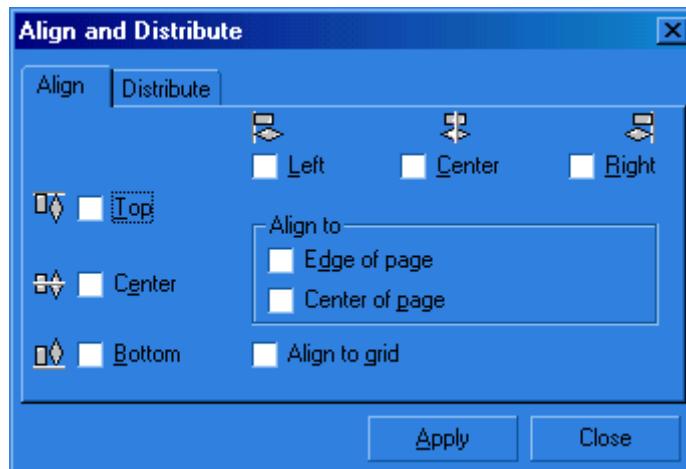 Align and Distribute
Align Distribute
Left Center Right
Top
Align to
Edge of page
Center Center of page
Bottom Align to grid
Apply Close